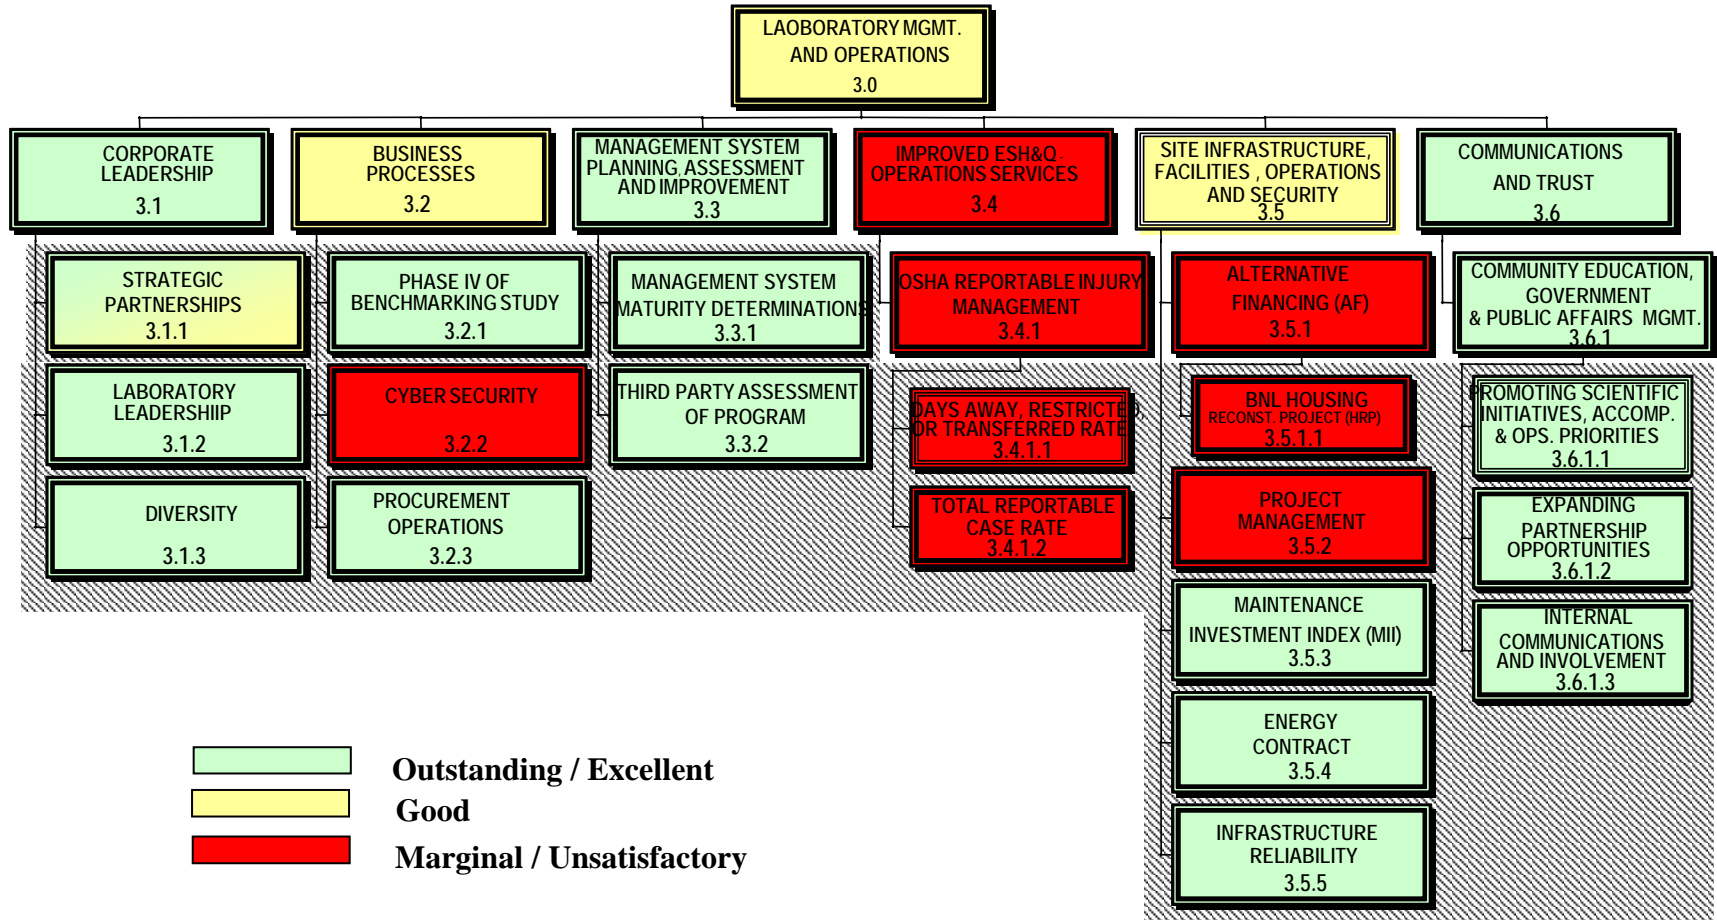 LAOBORATORY MGMT.
AND OPERATIONS
3.0
CORPORATE
LEADERSHIP
3.1
BUSINESS
PROCESSES
3.2
MANAGEMENT SYSTEM
PLANNING, ASSESSMENT
AND IMPROVEMENT
3.3
IMPROVED ESH&Q
OPERATIONS SERVICES
3.4
SITE INFRASTRUCTURE,
FACILITIES , OPERATIONS
AND SECURITY
3.5
COMMUNICATIONS
AND TRUST
3.6
STRATEGIC
PARTNERSHIPS
3.1.1
LABORATORY
LEADERSHIIP
3.1.2
DIVERSITY
3.1.3
PHASE IV OF
BENCHMARKING STUDY
3.2.1
CYBER SECURITY
3.2.2
PROCUREMENT
OPERATIONS
3.2.3
MANAGEMENT SYSTEM
MATURITY DETERMINATIONS
3.3.1
THIRD PARTY ASSESSMENT
OF PROGRAM
3.3.2
OSHA REPORTABLE INJURY
MANAGEMENT
3.4.1
DAYS AWAY, RESTRICTED,
OR TRANSFERRED RATE
3.4.1.1
TOTAL REPORTABLE
CASE RATE
3.4.1.2
ALTERNATIVE
FINANCING (AF)
3.5.1
BNL HOUSING
RECONST. PROJECT (HRP)
3.5.1.1
PROJECT
MANAGEMENT
3.5.2
MAINTENANCE
INVESTMENT INDEX (MII)
3.5.3
ENERGY
CONTRACT
3.5.4
INFRASTRUCTURE
RELIABILITY
3.5.5
COMMUNITY EDUCATION,
GOVERNMENT
& PUBLIC AFFAIRS MGMT.
3.6.1
PROMOTING SCIENTIFIC
INITIATIVES, ACCOMP.
& OPS. PRIORITIES
3.6.1.1
EXPANDING
PARTNERSHIP
OPPORTUNITIES
3.6.1.2
INTERNAL
COMMUNICATIONS
AND INVOLVEMENT
3.6.1.3
Outstanding / Excellent
Good
Marginal / Unsatisfactory